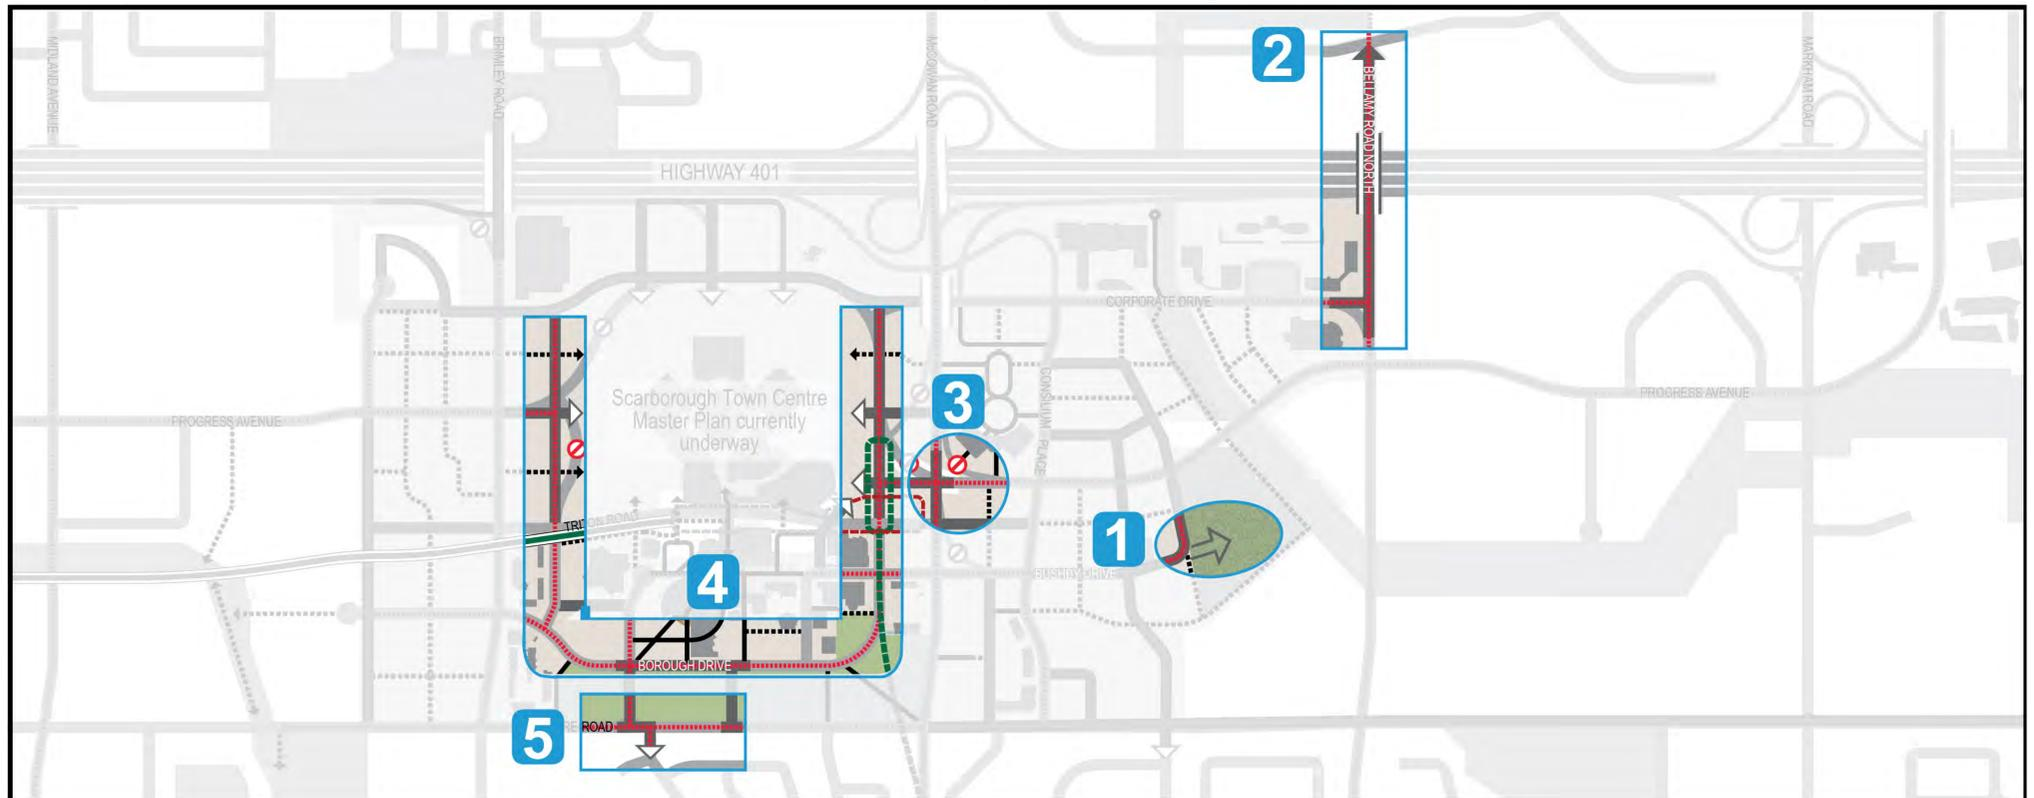 MIDLAND AVENUE
BRIMLEY ROAD
McCOWAN ROAD
MARKHAM ROAD
2
BELLAMY ROAD NORTH
HIGHWAY 401
CORPORATE DRIVE
Scarborough Town Centre
Master Plan currently
underway
3
CONSILIUM PLACE
PROGRESS AVENUE
PROGRESS AVENUE
TRITON ROAD
1
BUSHBY DRIVE
4
BOROUGH DRIVE
5
ROAD